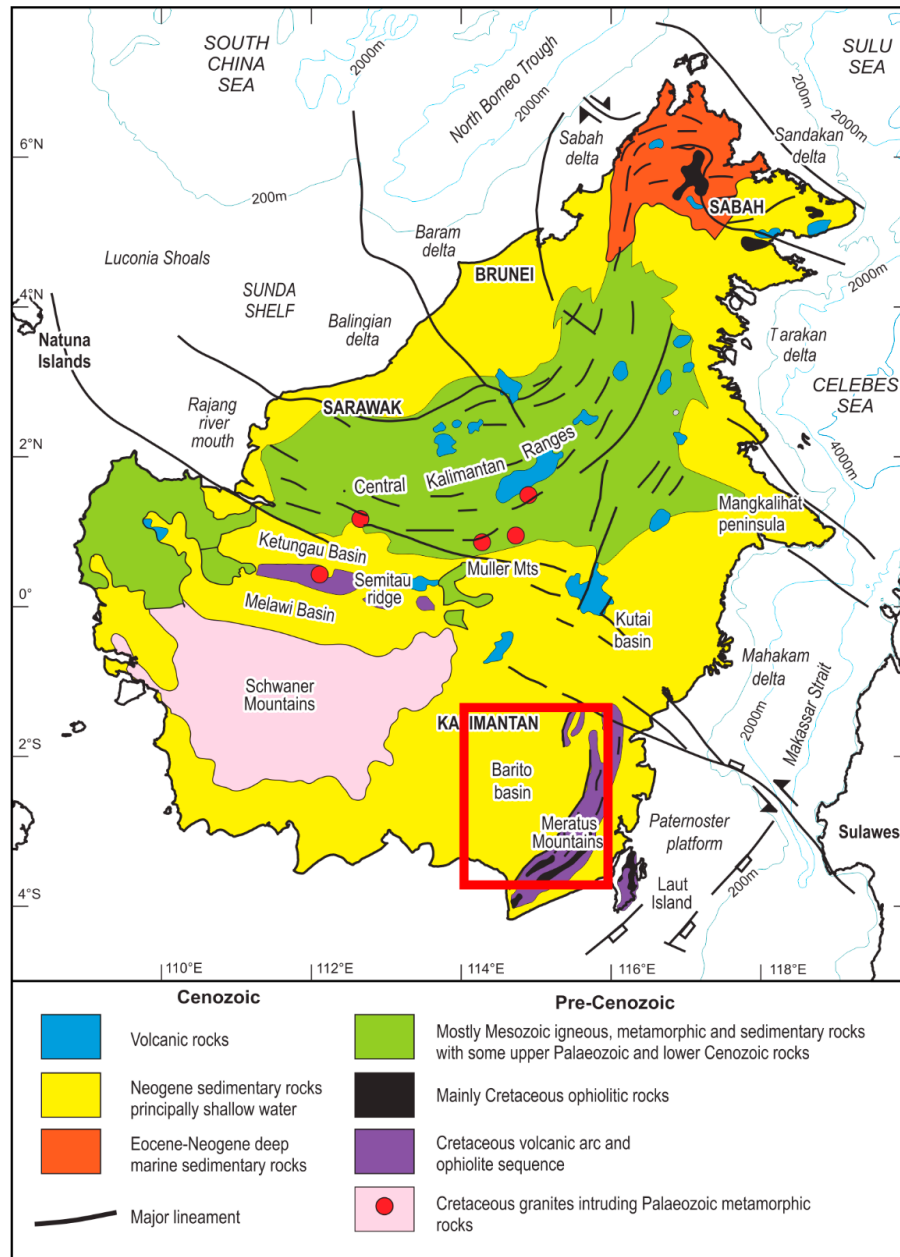 SOUTH
CHINA
SEA
2000m
North Borneo Trough
2000m
SULU
SEA
200m
2000m
6°N
Sabah
delta
Sandakan
delta
200m
SABAH
Baram
delta
Luconia Shoals
BRUNEI
2000m
4°N
SUNDA
SHELF
Natuna
Islands
Balingian
delta
Tarakan
delta
CELEBES
SEA
SARAWAK
Rajang
river
mouth
4000m
2°N
Central
Kalimantan
Ranges
Mangkalihat
peninsula
Ketungau Basin
Muller Mts
Semitau
ridge
0°
Melawi Basin
Kutai
basin
Mahakam
delta
Schwaner
Mountains
2000m
Makassar Strait
KALIMANTAN
2°S
Barito
basin
Meratus
Mountains
Paternoster
platform
Sulawes
200m
Laut
Island
4°S
110°E
112°E
114°E
116°E
118°E
Cenozoic
Volcanic rocks
Neogene sedimentary rocks
principally shallow water
Eocene-Neogene deep
marine sedimentary rocks
Major lineament
Pre-Cenozoic
Mostly Mesozoic igneous, metamorphic and sedimentary rocks
with some upper Palaeozoic and lower Cenozoic rocks
Mainly Cretaceous ophiolitic rocks
Cretaceous volcanic arc and
ophiolite sequence
Cretaceous granites intruding Palaeozoic metamorphic
rocks